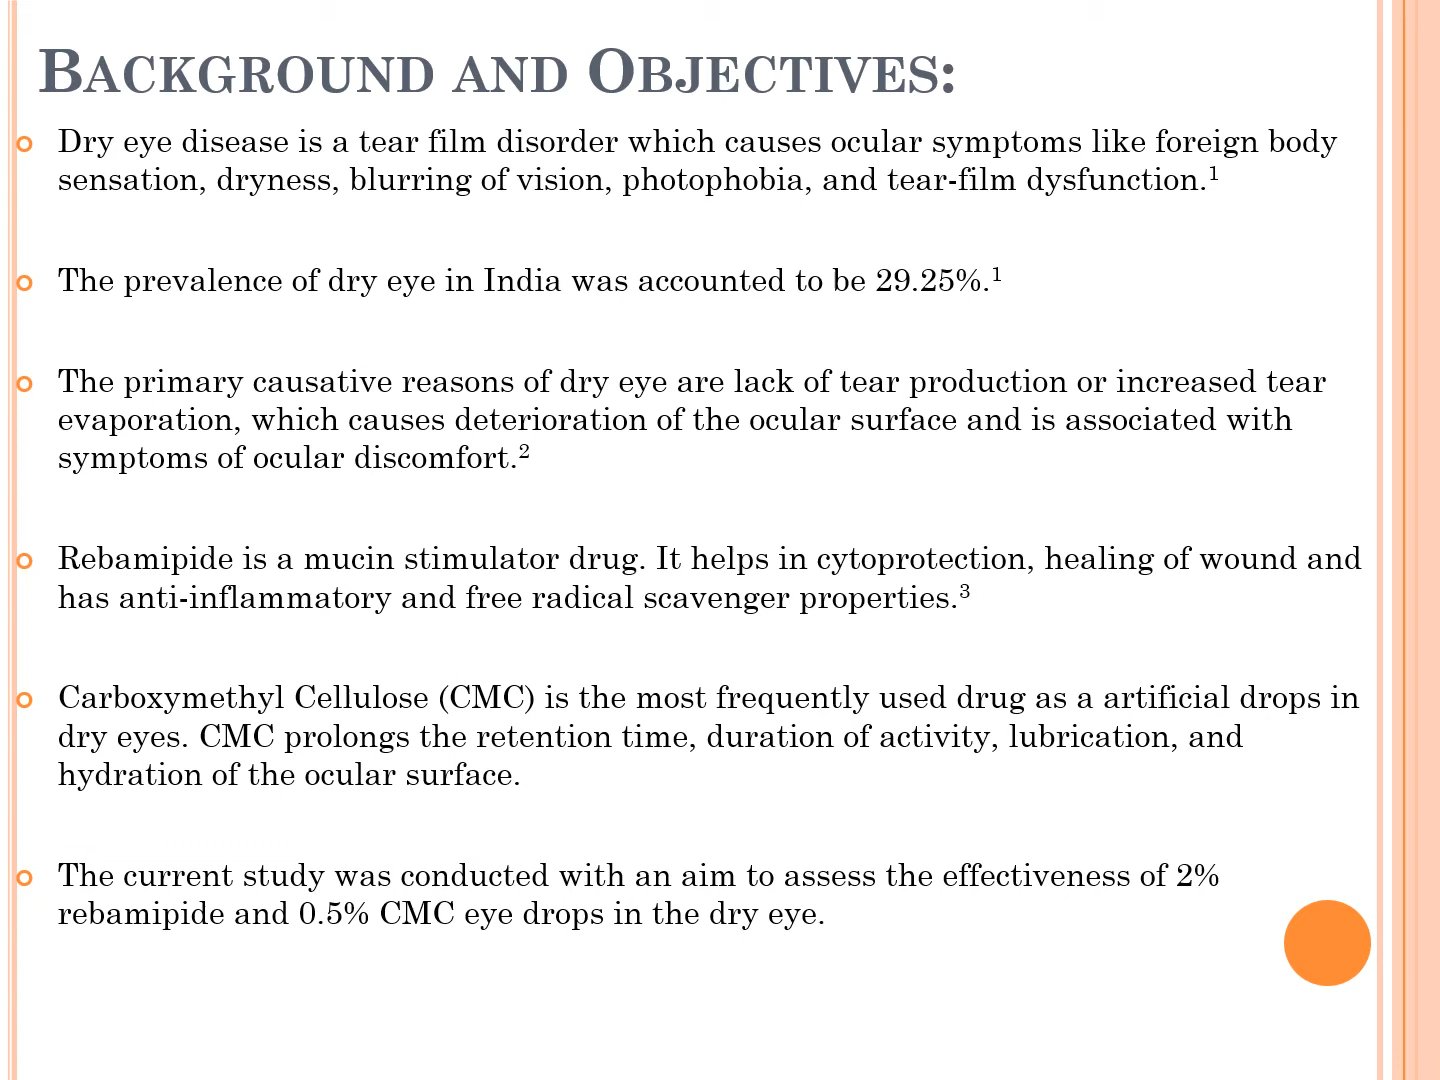 BACKGROUND AND OBJECTIVES:
Dry eye disease is a tear film disorder which causes ocular symptoms like foreign body
sensation, dryness, blurring of vision, photophobia, and tear-film dysfunction.¹
The prevalence of dry eye in India was accounted to be 29.25%.¹
The primary causative reasons of dry eye are lack of tear production or increased tear
evaporation, which causes deterioration of the ocular surface and is associated with
symptoms of ocular discomfort.²
Rebamipide is a mucin stimulator drug. It helps in cytoprotection, healing of wound and
has anti-inflammatory and free radical scavenger properties.³
Carboxymethyl Cellulose (CMC) is the most frequently used drug as a artificial drops in
dry eyes. CMC prolongs the retention time, duration of activity, lubrication, and
hydration of the ocular surface.
The current study was conducted with an aim to assess the effectiveness of 2%
rebamipide and 0.5% CMC eye drops in the dry eye.